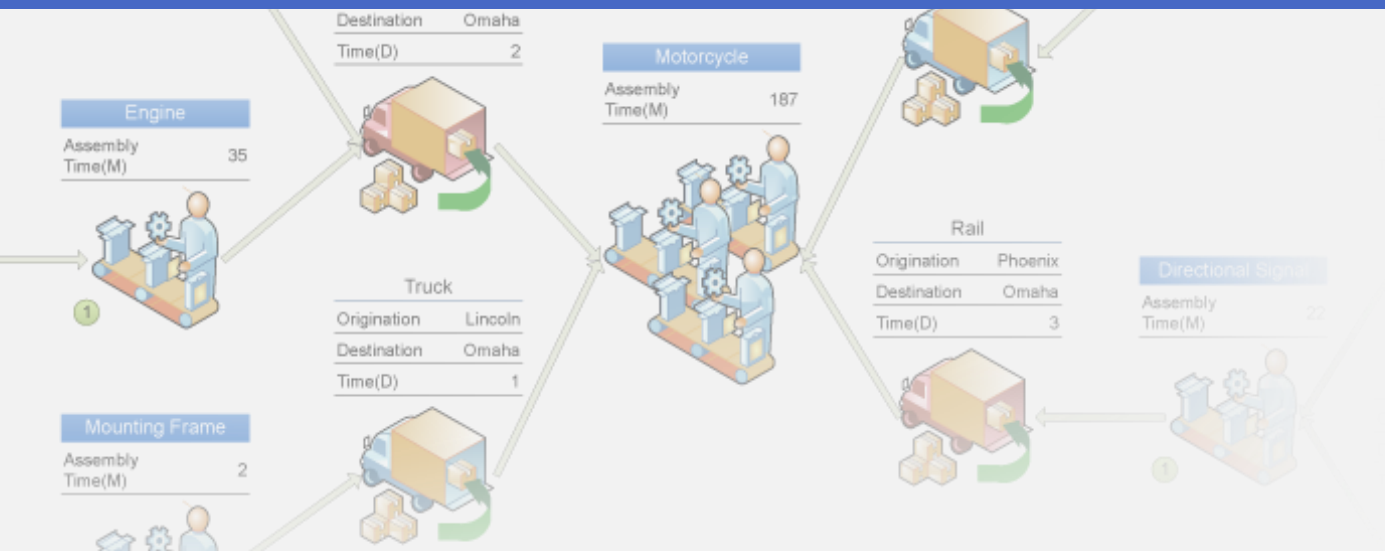 Destination Omaha
Time(D) 2
Motorcycle
Assembly
Time(M) 187
Engine
Assembly
Time(M) 35
1
Truck
Origination Lincoln
Destination Omaha
Time(D) 1
Rail
Origination Phoenix
Destination Omaha
Time(D) 3
Directional Signal
Assembly
Time(M) 22
1
Mounting Frame
Assembly
Time(M) 2